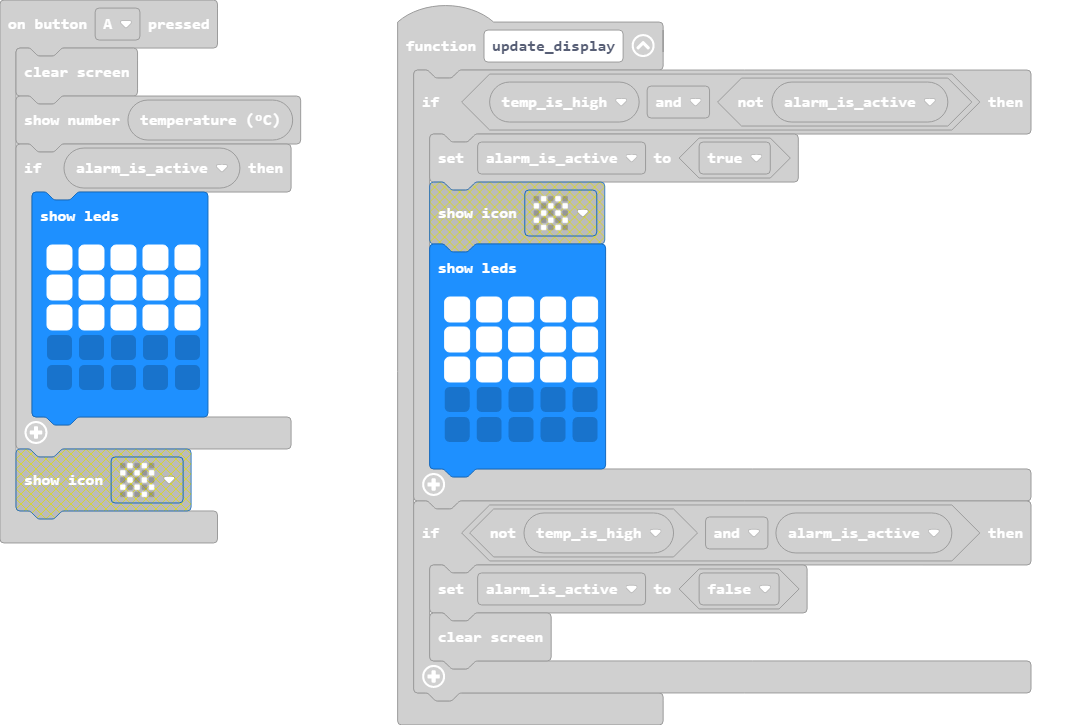 on button A pressed
clear screen
show number temperature (ºC)
if alarm_is_active then
show leds
show icon
function update_display
if temp_is_high and not alarm_is_active then
set alarm_is_active to true
show icon
show leds
if not temp_is_high and alarm_is_active then
set alarm_is_active to false
clear screen